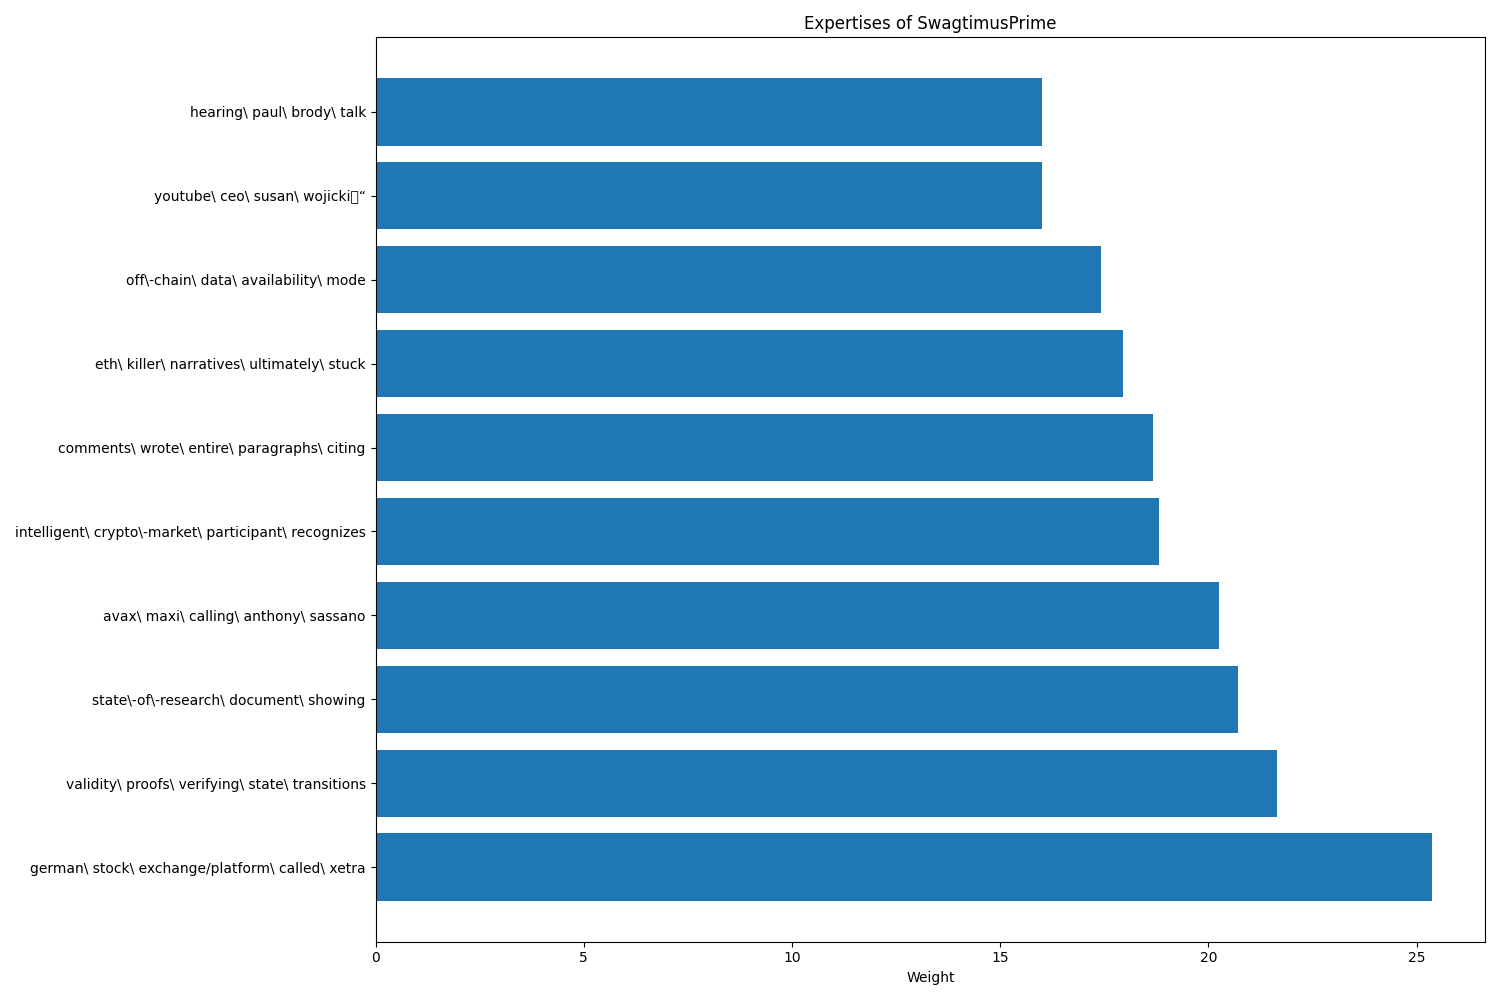 Expertises of SwagtimusPrime
hearing\ paul\ brody\ talk
youtube\ ceo\ susan\ wojicki“
off\-chain\ data\ availability\ mode
eth\ killer\ narratives\ ultimately\ stuck
comments\ wrote\ entire\ paragraphs\ citing
intelligent\ crypto\-market\ participant\ recognizes
avax\ maxi\ calling\ anthony\ sassano
state\-of\-research\ document\ showing
validity\ proofs\ verifying\ state\ transitions
german\ stock\ exchange/platform\ called\ xetra
0 5 10 15 20 25
Weight